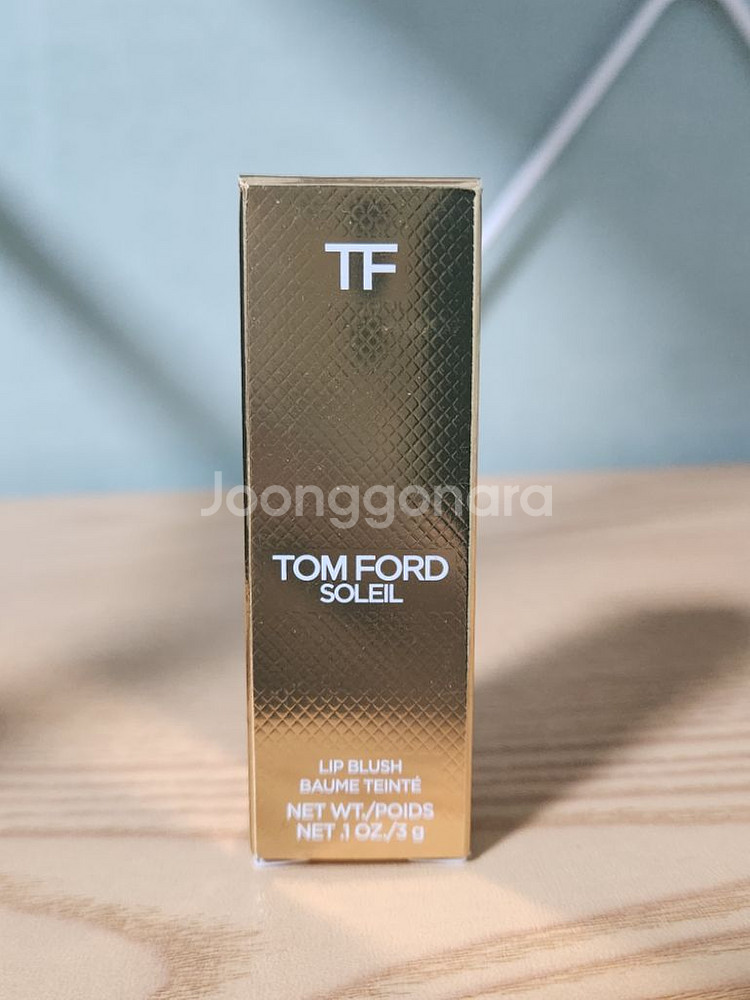 TF
Joonggonara
TOM FORD
SOLEIL
LIP BLUSH
BAUME TEINTÉ
NET WT./POIDS
NET .1 OZ./3 g